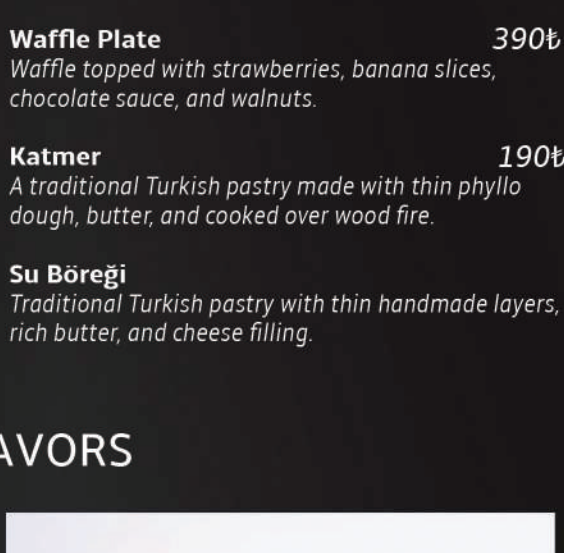 Waffle Plate 390₺
Waffle topped with strawberries, banana slices,
chocolate sauce, and walnuts.
Katmer 190₺
A traditional Turkish pastry made with thin phyllo
dough, butter, and cooked over wood fire.
Su Böreği
Traditional Turkish pastry with thin handmade layers,
rich butter, and cheese filling.
AVORS